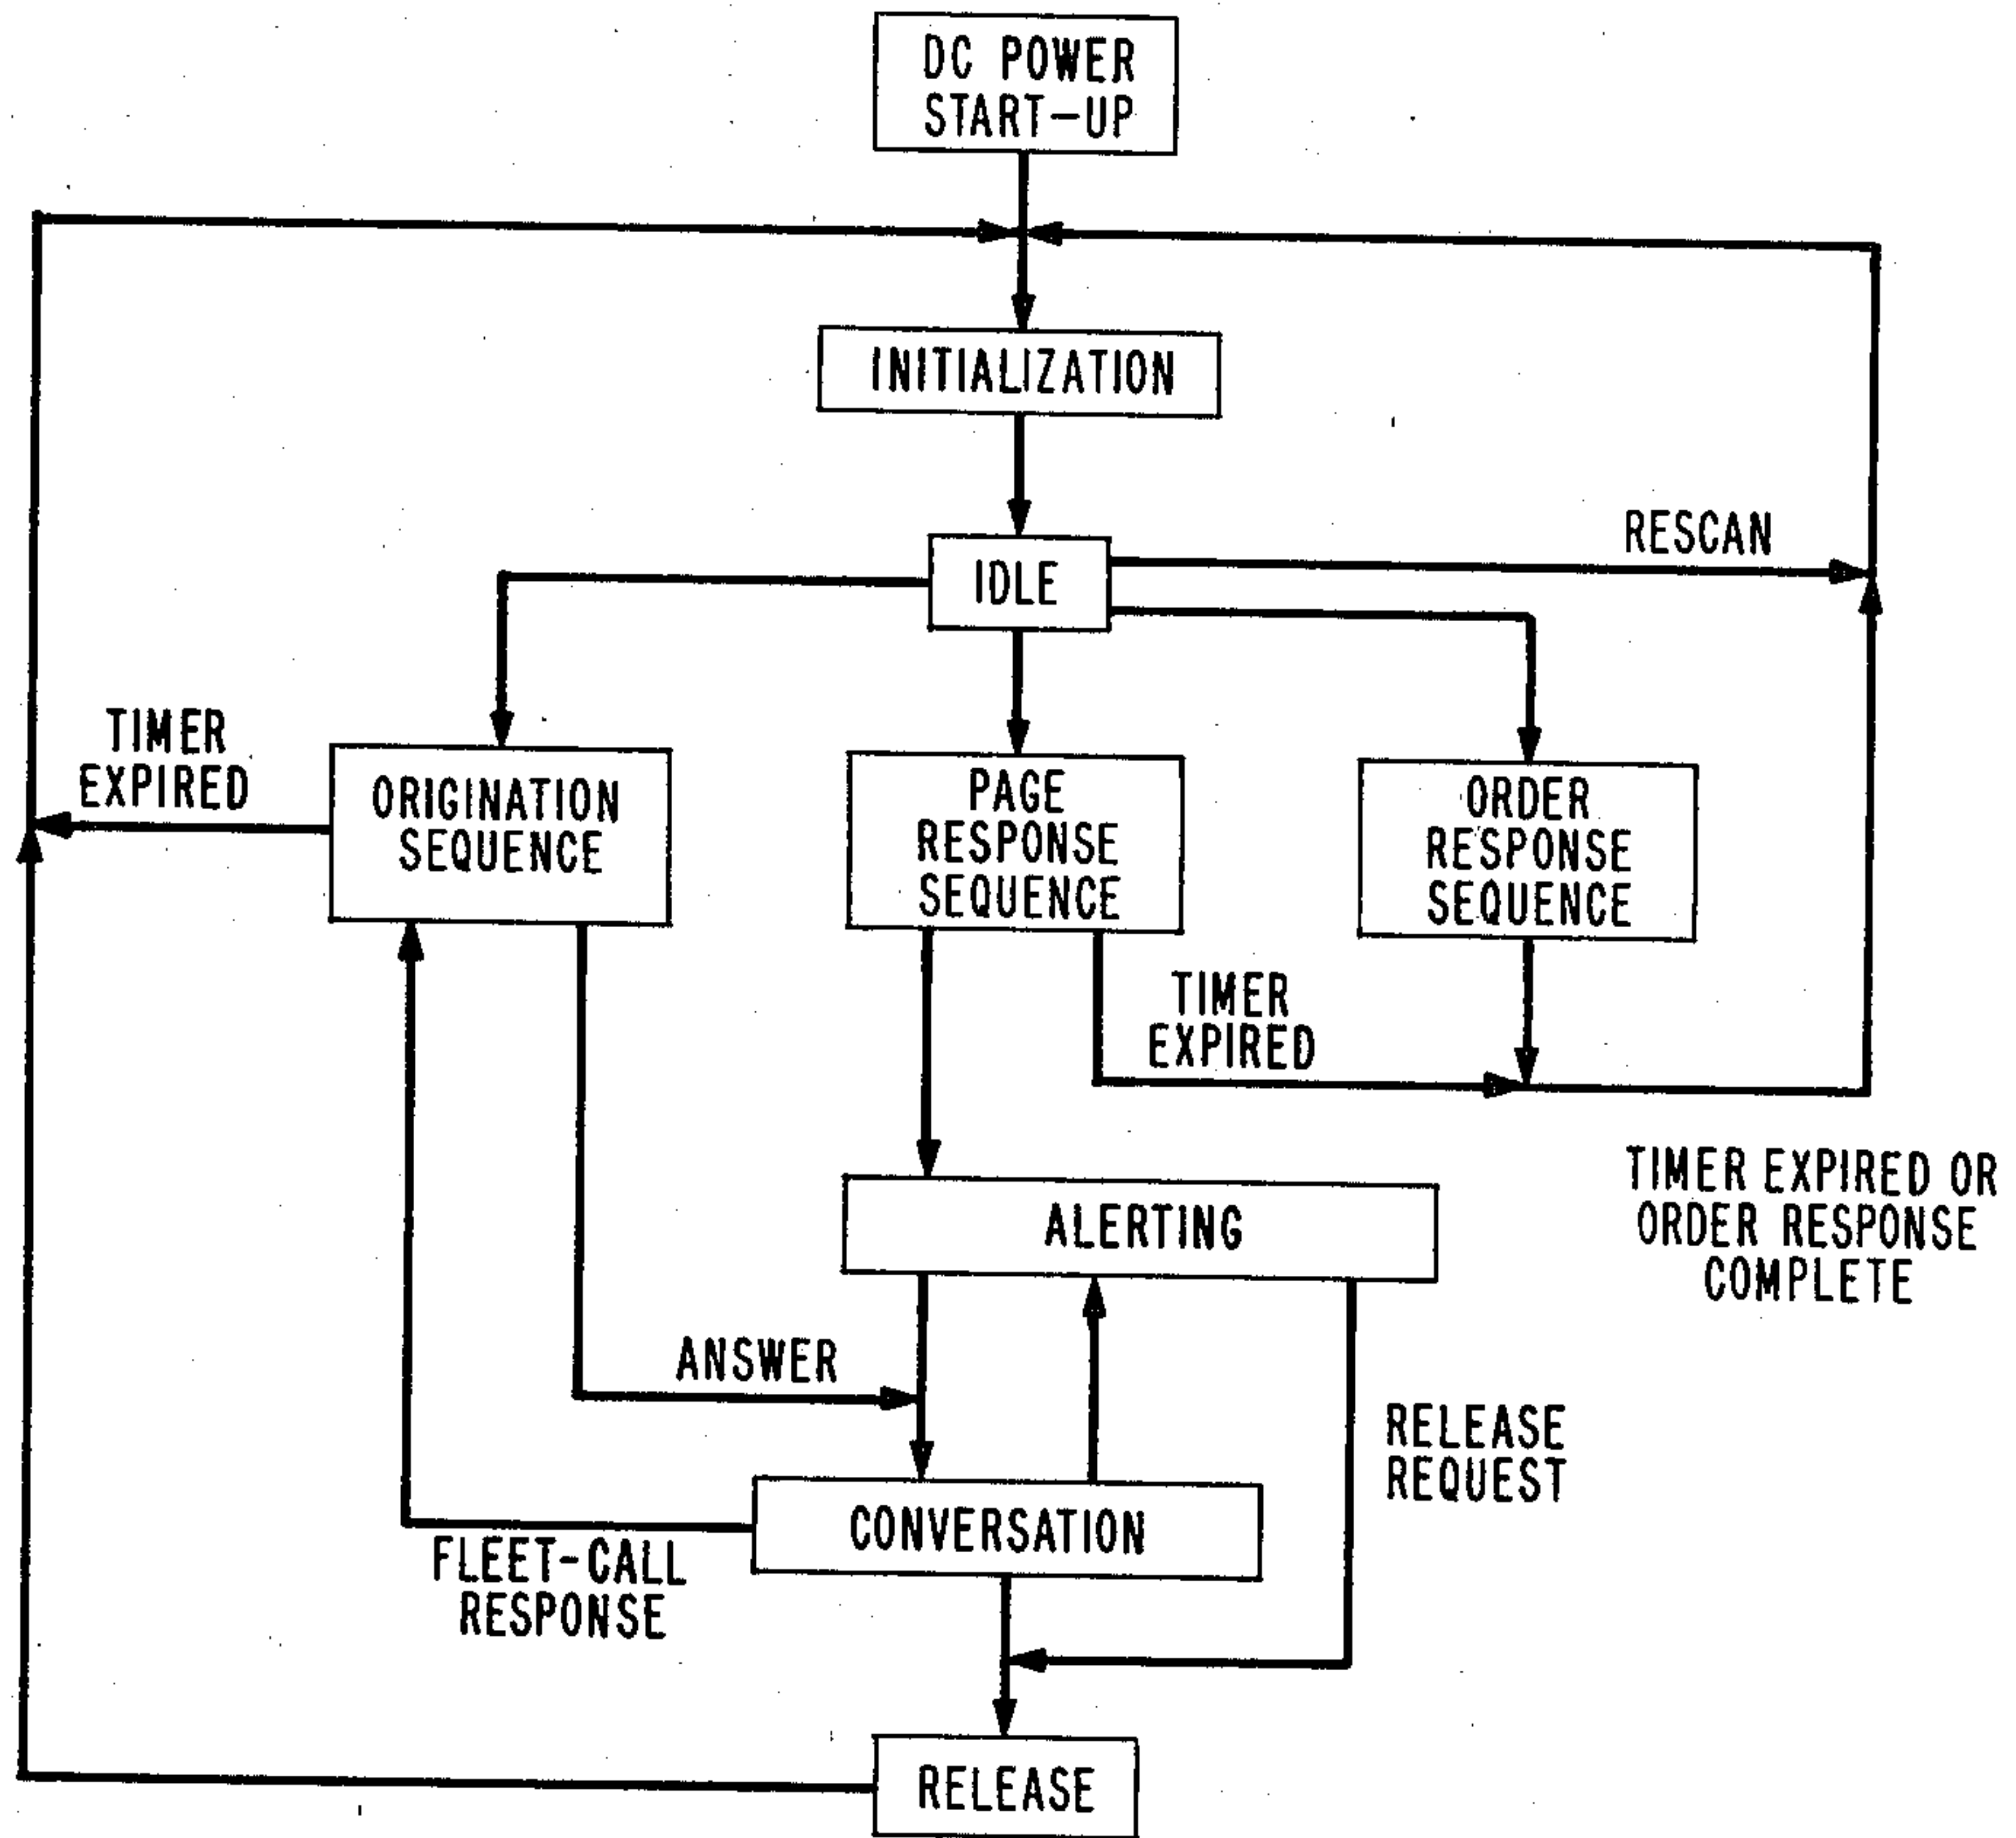 DC POWER
START-UP
INITIALIZATION
RESCAN
IDLE
TIMER
EXPIRED
ORIGINATION
SEQUENCE
PAGE
RESPONSE
SEQUENCE
ORDER
RESPONSE
SEQUENCE
TIMER
EXPIRED
TIMER EXPIRED OR
ORDER RESPONSE
COMPLETE
ALERTING
ANSWER
RELEASE
REQUEST
CONVERSATION
FLEET-CALL
RESPONSE
RELEASE